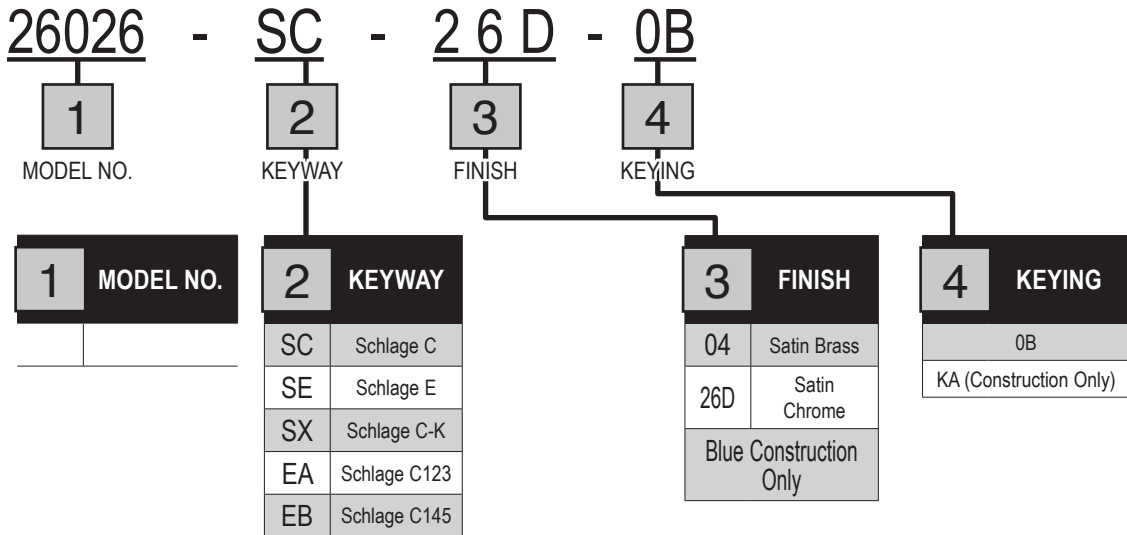 26026 - SC - 26D - 0B
1 2 3 4
MODEL NO. KEYWAY FINISH KEYING
1 MODEL NO.
2 KEYWAY
SC Schlage C
SE Schlage E
SX Schlage C-K
EA Schlage C123
EB Schlage C145
3 FINISH
04 Satin Brass
26D Satin
Chrome
Blue Construction
Only
4 KEYING
0B
KA (Construction Only)